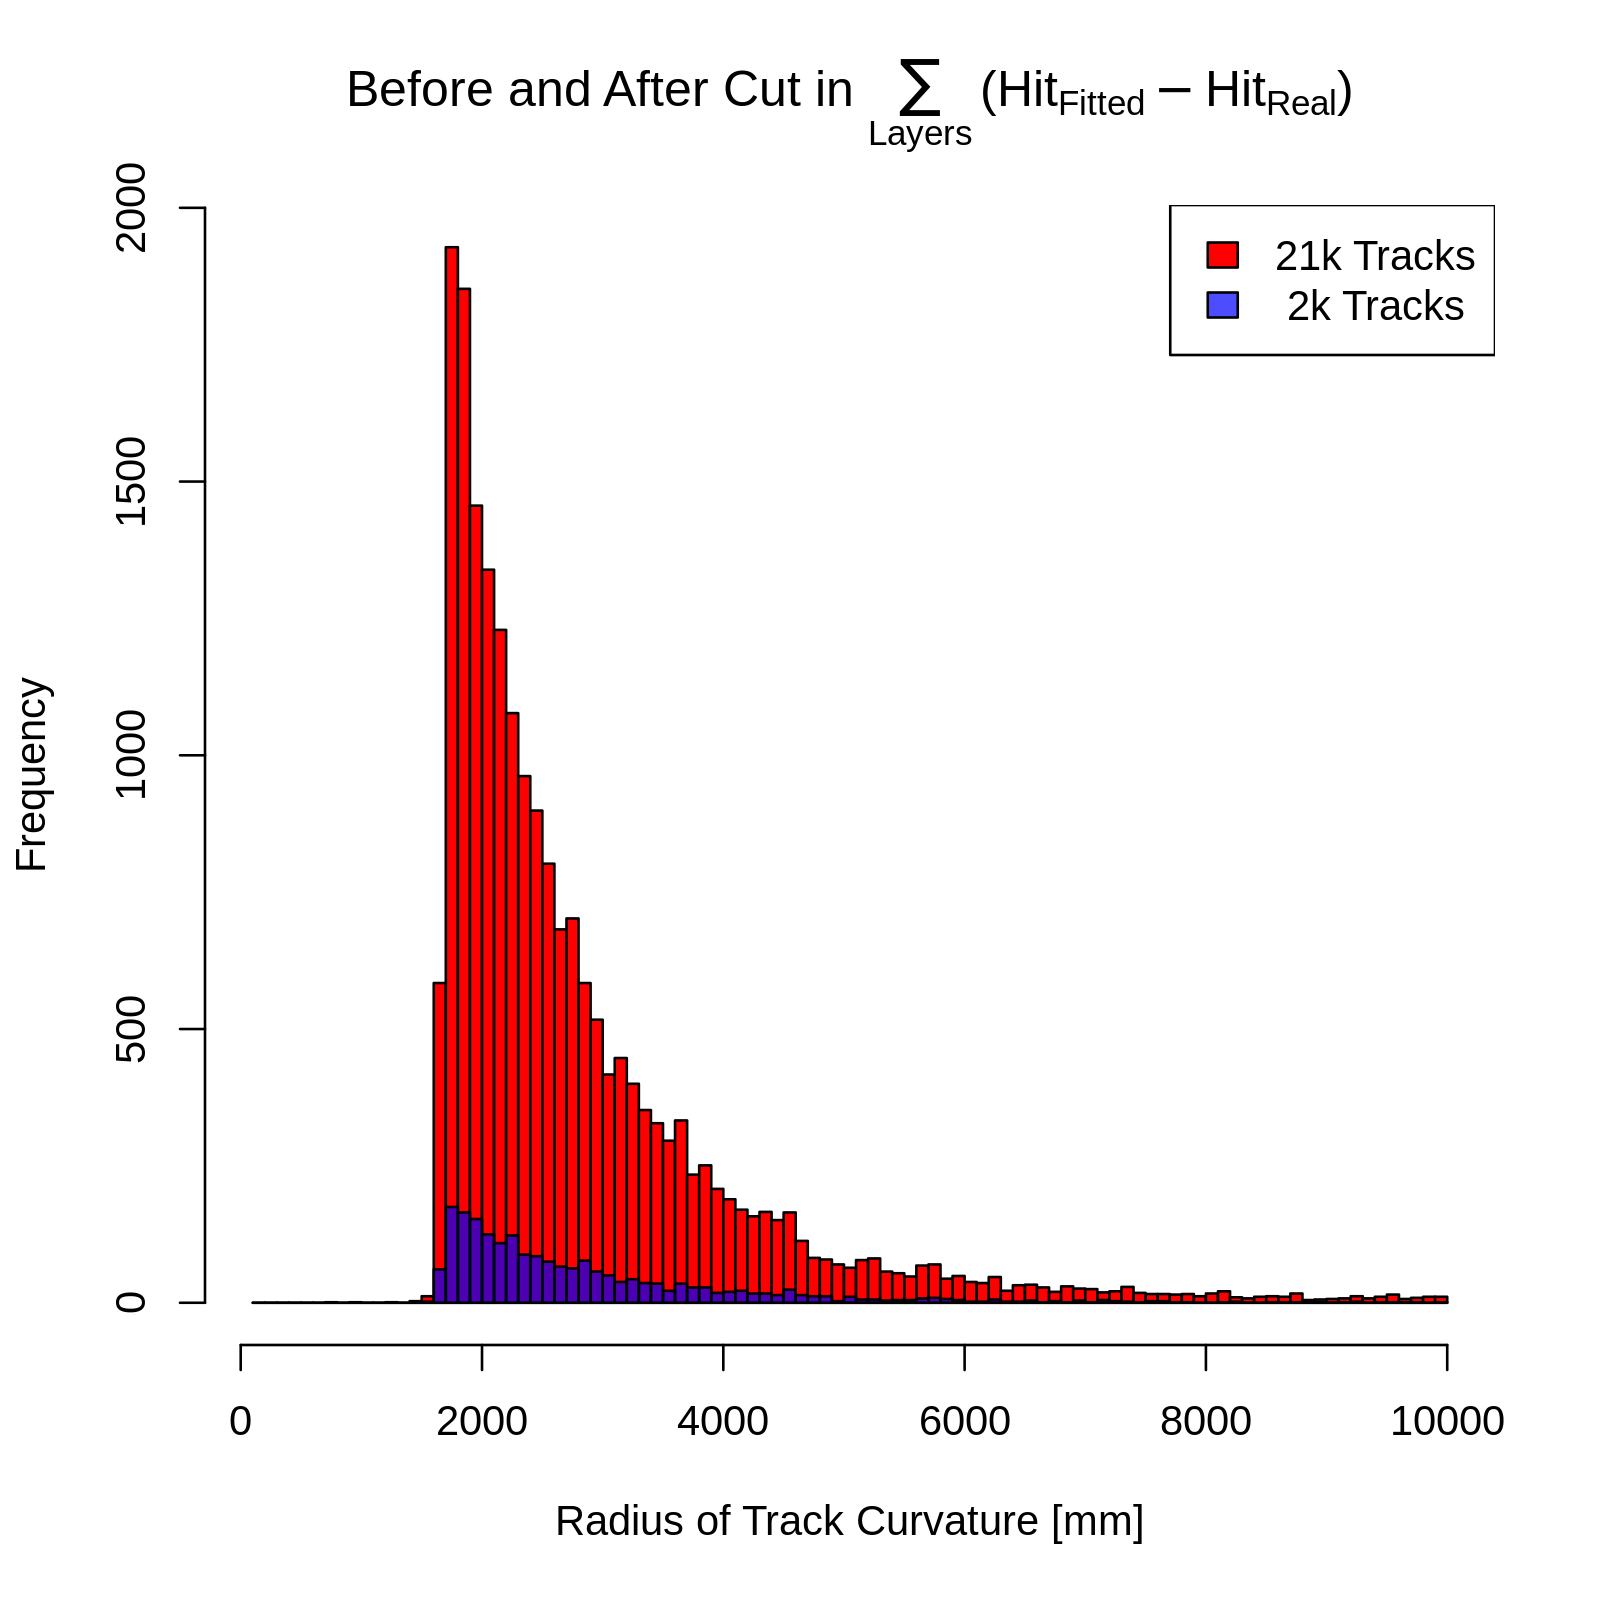 Before and After Cut in ∑ (Hit_Fitted − Hit_Real)
Layers
21k Tracks
2k Tracks
2000
1500
1000
500
0
Frequency
0 2000 4000 6000 8000 10000
Radius of Track Curvature [mm]